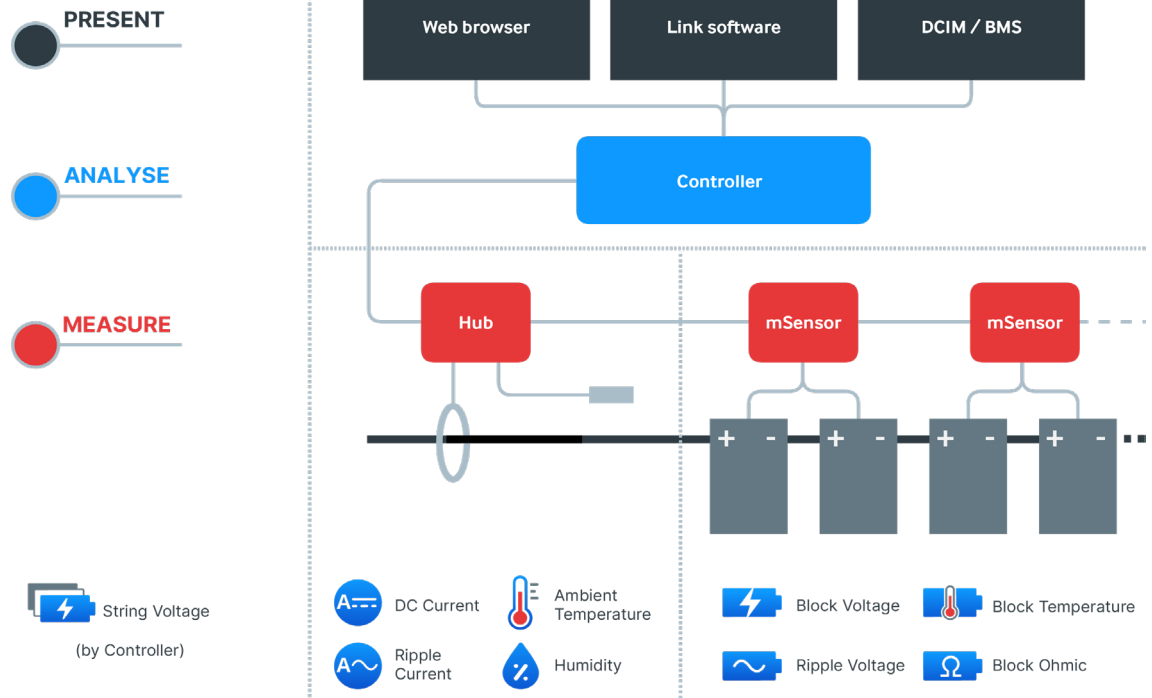 PRESENT
Web browser
Link software
DCIM / BMS
ANALYSE
Controller
MEASURE
Hub
mSensor
mSensor
+ -
+ -
+ -
+ -
String Voltage
(by Controller)
A
DC Current
Ambient
Temperature
A
Ripple
Current
Humidity
Block Voltage
Block Temperature
Ripple Voltage
Ω
Block Ohmic